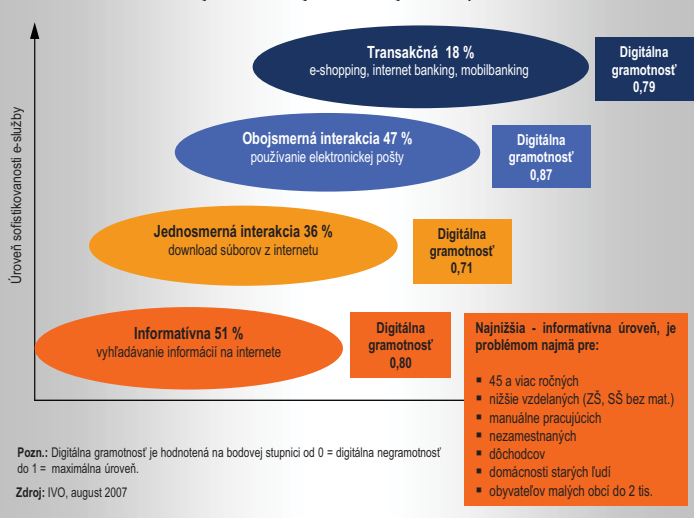 Transakčná 18 %
e-shopping, internet banking, mobilbanking
Digitálna
gramotnosť
0,79
Obojsmerná interakcia 47 %
používanie elektronickej pošty
Digitálna
gramotnosť
0,87
Jednosmerná interakcia 36 %
download súborov z internetu
Digitálna
gramotnosť
0,71
Informatívna 51 %
vyhľadávanie informácií na internete
Digitálna
gramotnosť
0,80
Úroveň sofistikovanosti e-služby
Najnižšia - informatívna úroveň, je
problémom najmä pre:
▪ 45 a viac ročných
▪ nižšie vzdelaných (ZŠ, SŠ bez mat.)
▪ manuálne pracujúcich
▪ nezamestnaných
▪ dôchodcov
▪ domácnosti starých ľudí
▪ obyvateľov malých obcí do 2 tis.
Pozn.: Digitálna gramotnosť je hodnotená na bodovej stupnici od 0 = digitálna negramotnosť
do 1 = maximálna úroveň.
Zdroj: IVO, august 2007